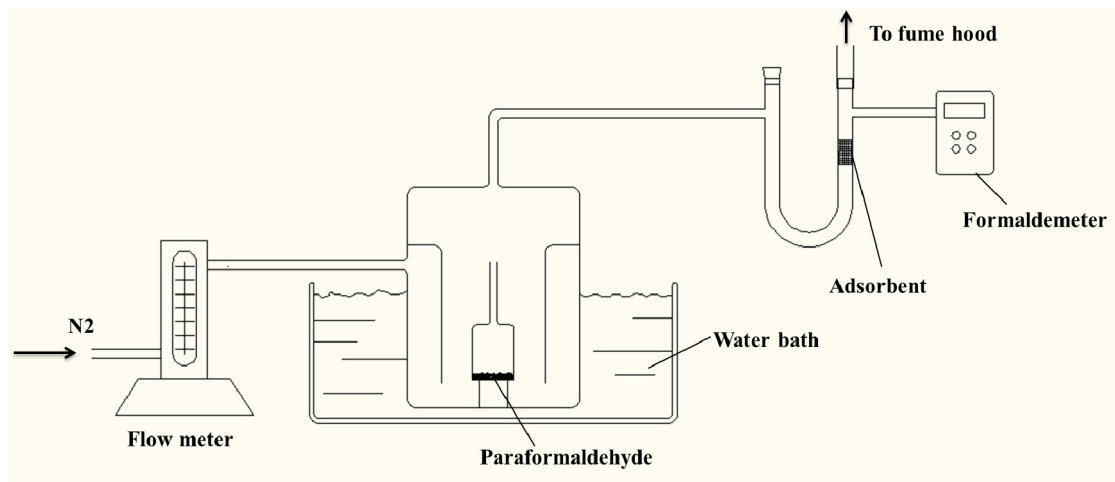 To fume hood
Formaldemeter
Adsorbent
N2
Water bath
Flow meter
Paraformaldehyde